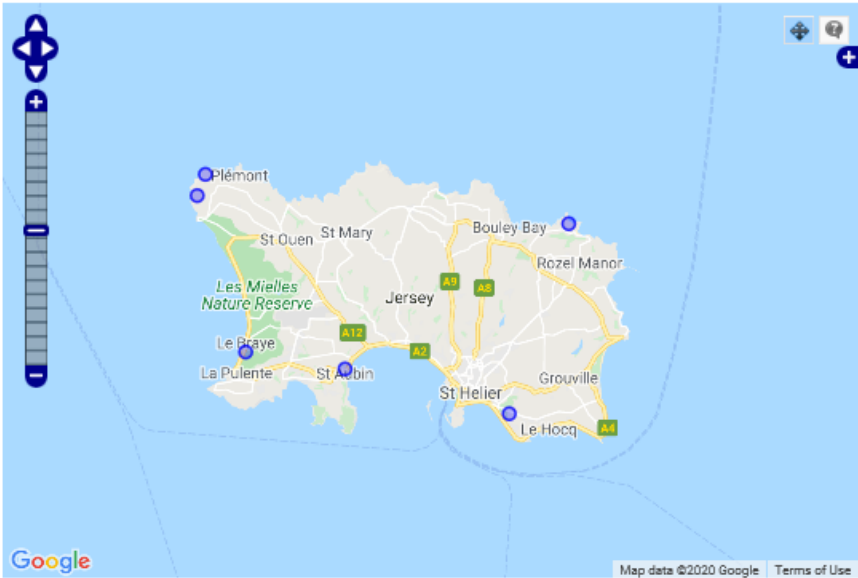 Plémont
St Ouen
St Mary
Bouley Bay
Rozel Manor
Les Mielles
Nature Reserve
Jersey
A9
A8
A12
A2
Le Braye
La Pulente
St Aubin
St Helier
Grouville
Le Hocq
A4
Google
Map data ©2020 Google
Terms of Use